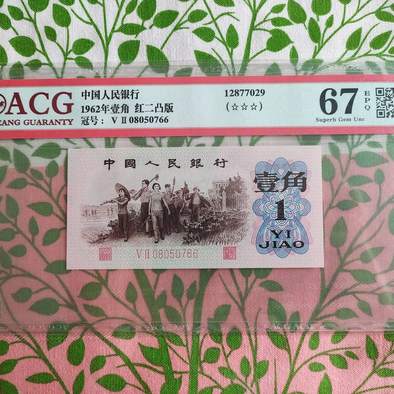 ACG
ANG GUARANTY
中国人民银行
1962年壹角 红二凸版
冠号: V II 08050766
12877029
(☆☆☆)
67 EPQ
Superb Gem Unc
中國人民銀行
壹角
1
YI
JIAO
V II 08050766